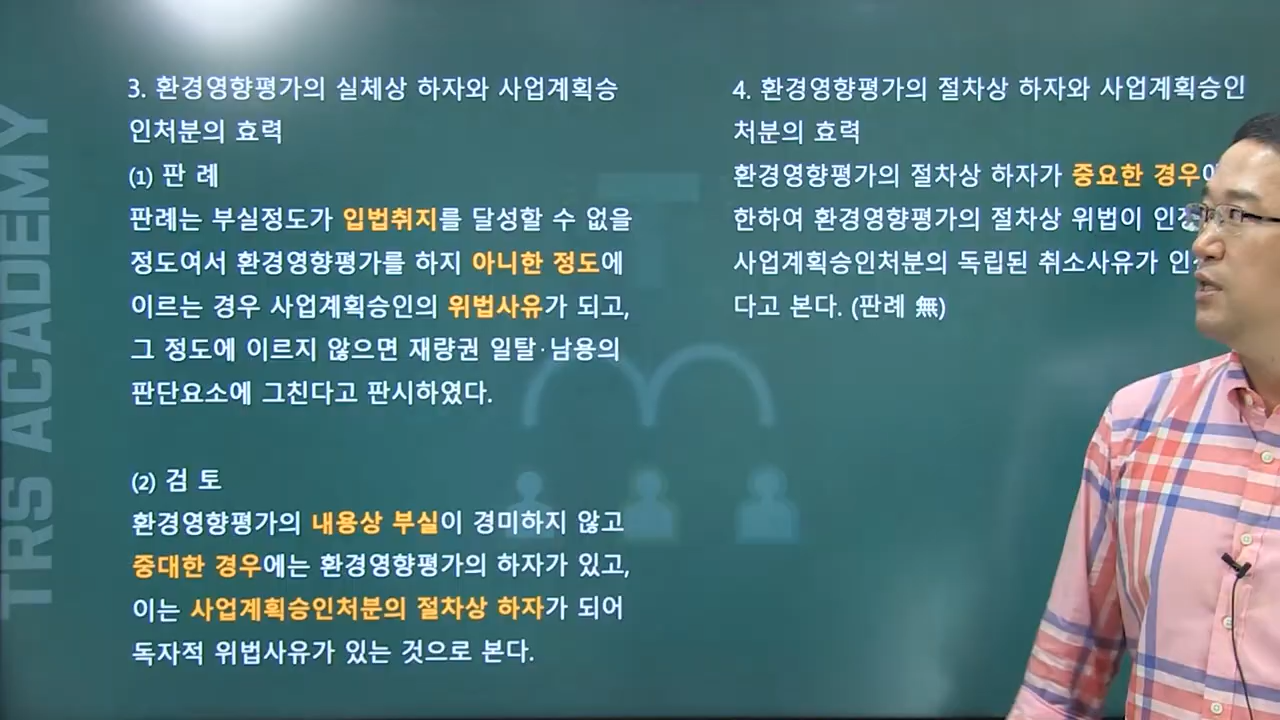 3. 환경영향평가의 실체상 하자와 사업계획승
인처분의 효력
(1) 판 례
판례는 부실정도가 입법취지를 달성할 수 없을
정도여서 환경영향평가를 하지 아니한 정도에
이르는 경우 사업계획승인의 위법사유가 되고,
그 정도에 이르지 않으면 재량권 일탈·남용의
판단요소에 그친다고 판시하였다.
(2) 검 토
환경영향평가의 내용상 부실이 경미하지 않고
중대한 경우에는 환경영향평가의 하자가 있고,
이는 사업계획승인처분의 절차상 하자가 되어
독자적 위법사유가 있는 것으로 본다.
4. 환경영향평가의 절차상 하자와 사업계획승인
처분의 효력
환경영향평가의 절차상 하자가 중요한 경우
한하여 환경영향평가의 절차상 위법이
사업계획승인처분의 독립된 취소사유가
다고 본다. (판례 無)
TRS ACADEMY